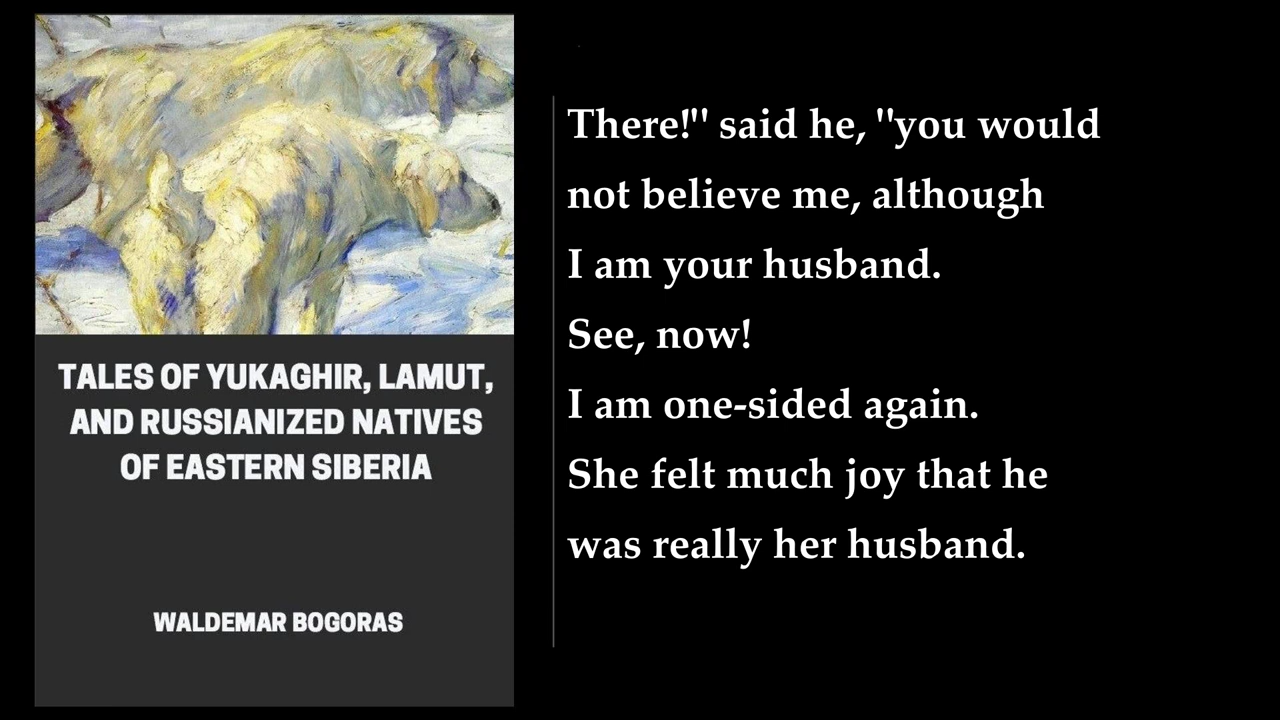 TALES OF YUKAGHIR, LAMUT,
AND RUSSIANIZED NATIVES
OF EASTERN SIBERIA
WALDEMAR BOGORAS
There!" said he, "you would
not believe me, although
I am your husband.
See, now!
I am one-sided again.
She felt much joy that he
was really her husband.